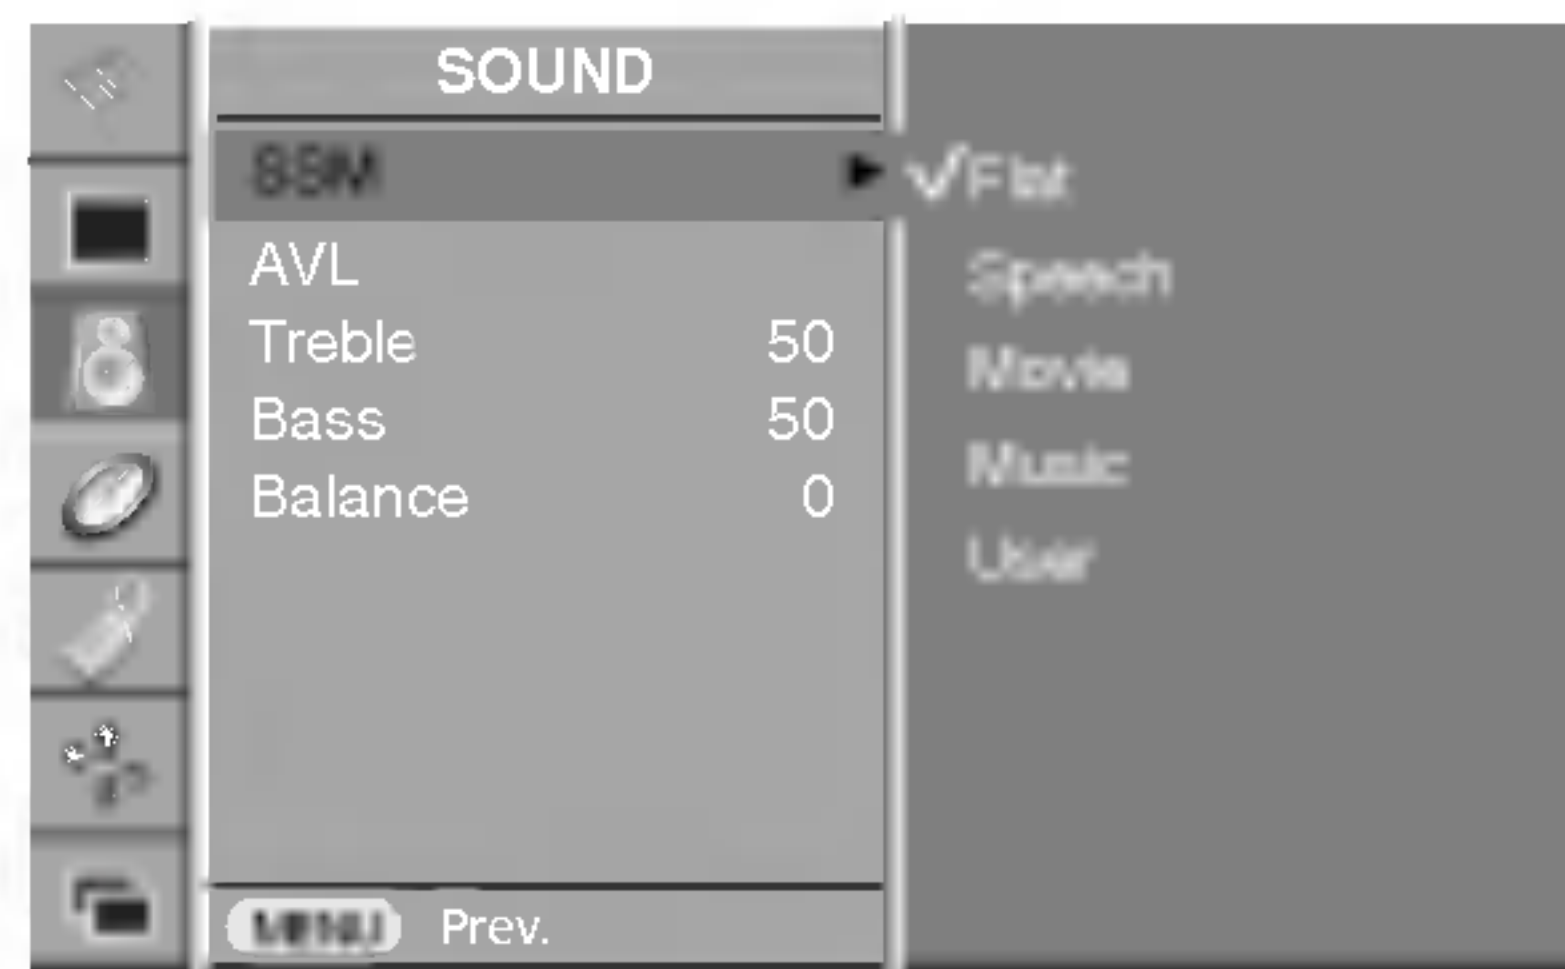 SOUND
SSM ▶ ✓Flat
AVL
Treble 50
Bass 50
Balance 0
Speech
Movie
Music
User
MENU Prev.